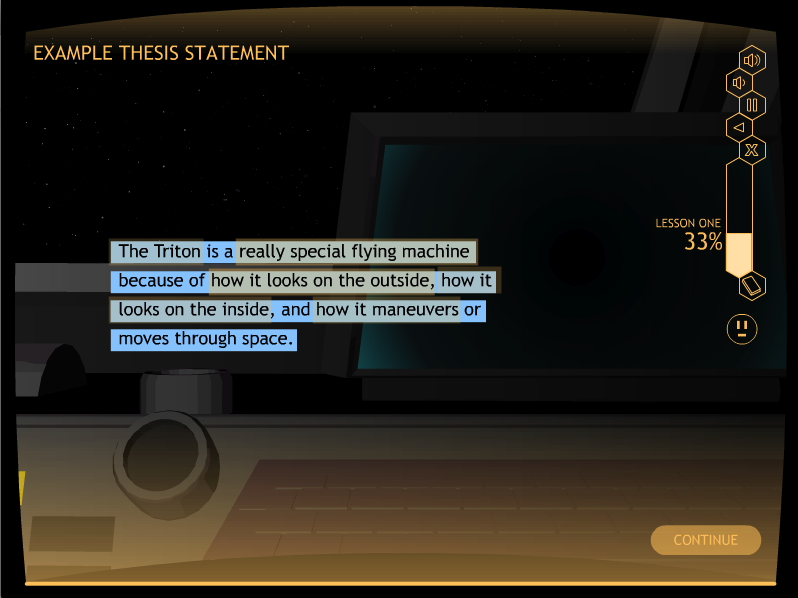 EXAMPLE THESIS STATEMENT
The Triton is a really special flying machine
because of how it looks on the outside, how it
looks on the inside, and how it maneuvers or
moves through space.
LESSON ONE
33%
CONTINUE